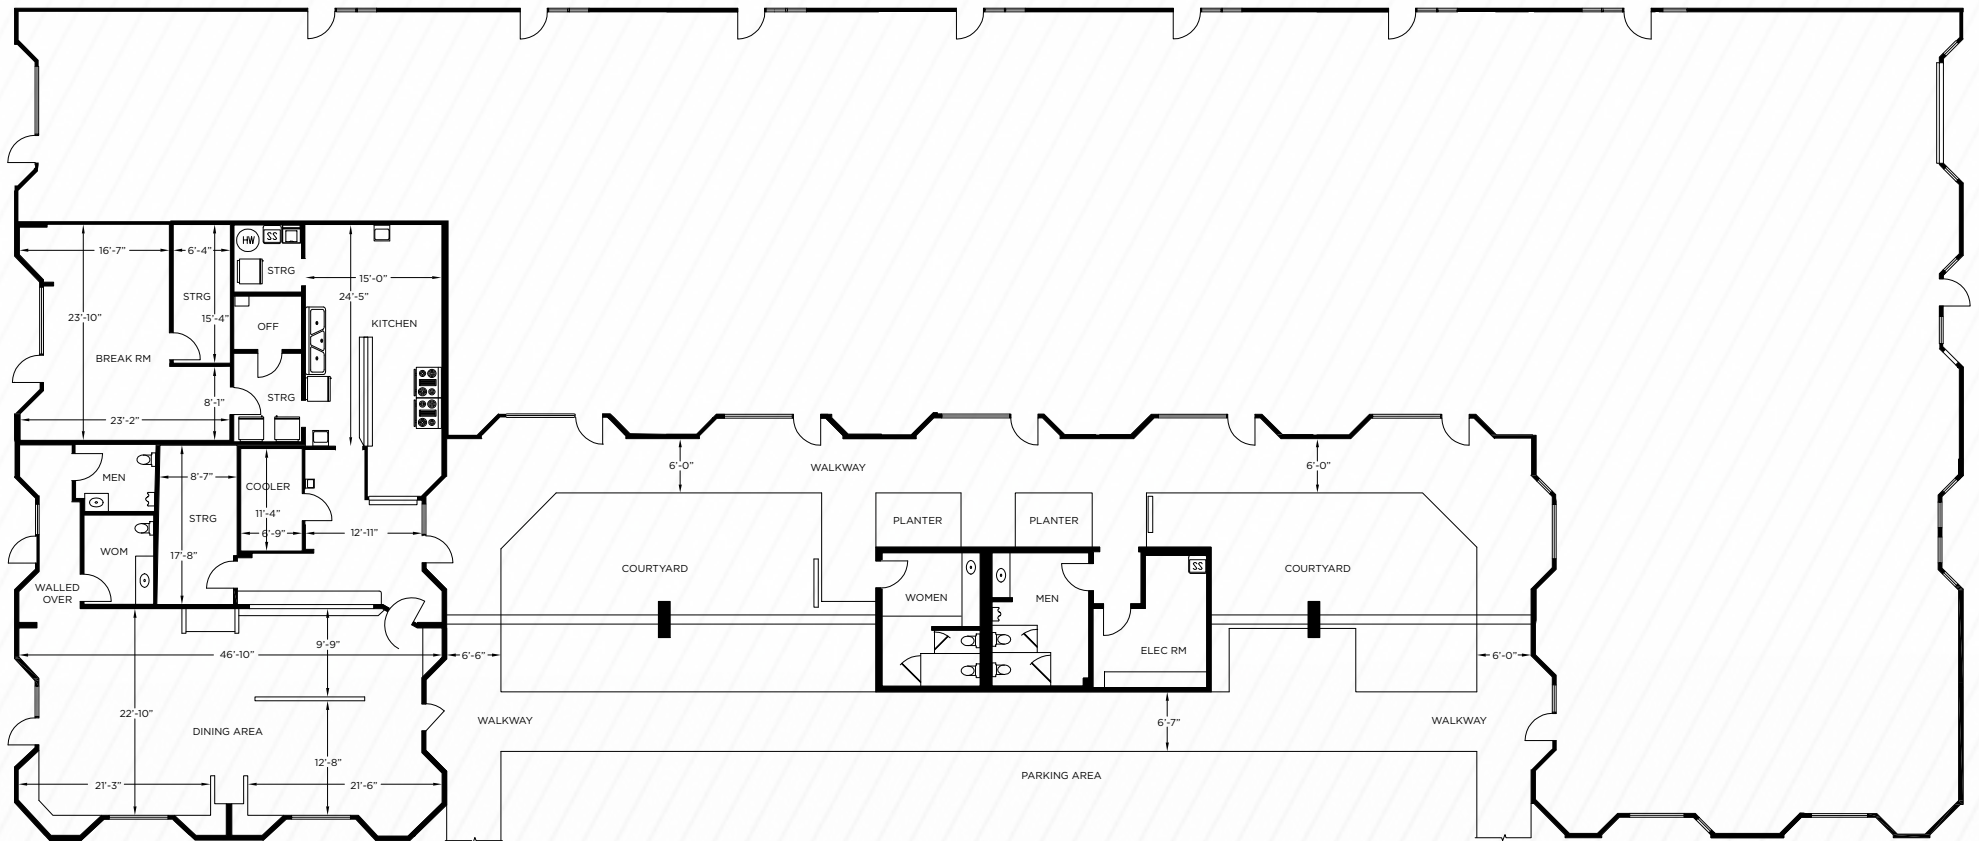 16'-7"
6'-4"
HW
SS
STRG
15'-0"
24'-5"
STRG
15'-4"
23'-10"
OFF
KITCHEN
BREAK RM
STRG
8'-1"
23'-2"
6'-0"
WALKWAY
6'-0"
MEN
8'-7"
COOLER
11'-4"
STRG
6'-9"
12'-11"
PLANTER
PLANTER
WOM
17'-8"
COURTYARD
SS
COURTYARD
WALLED
OVER
WOMEN
MEN
9'-9"
46'-10"
6'-6"
ELEC RM
6'-0"
22'-10"
WALKWAY
6'-7"
WALKWAY
DINING AREA
12'-8"
PARKING AREA
21'-3"
21'-6"